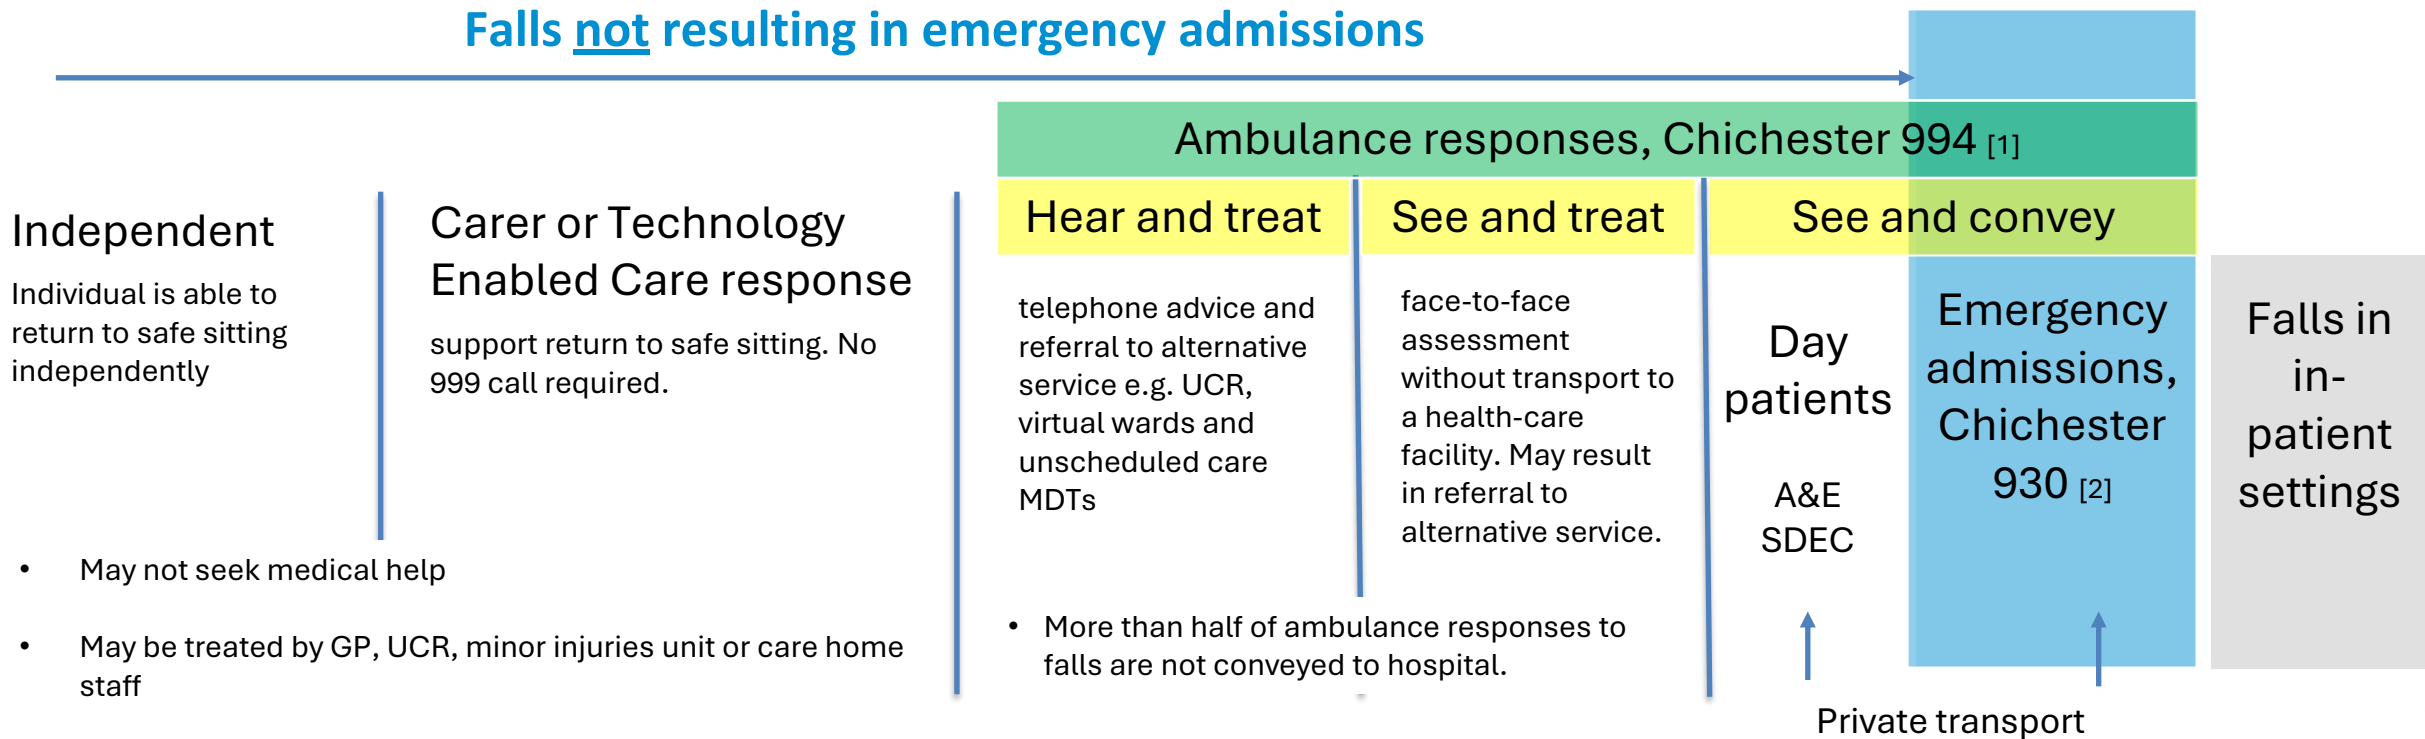 Falls not resulting in emergency admissions
Ambulance responses, Chichester 994 [1]
Independent
Individual is able to
return to safe sitting
independently
Carer or Technology
Enabled Care response
support return to safe sitting. No
999 call required.
• May not seek medical help
• May be treated by GP, UCR, minor injuries unit or care home
staff
Hear and treat
telephone advice and
referral to alternative
service e.g. UCR,
virtual wards and
unscheduled care
MDTs
See and treat
face-to-face
assessment
without transport to
a health-care
facility. May result
in referral to
alternative service.
• More than half of ambulance responses to
falls are not conveyed to hospital.
See and convey
Day
patients
A&E
SDEC
Emergency
admissions,
Chichester
930 [2]
Private transport
Falls in
in-
patient
settings